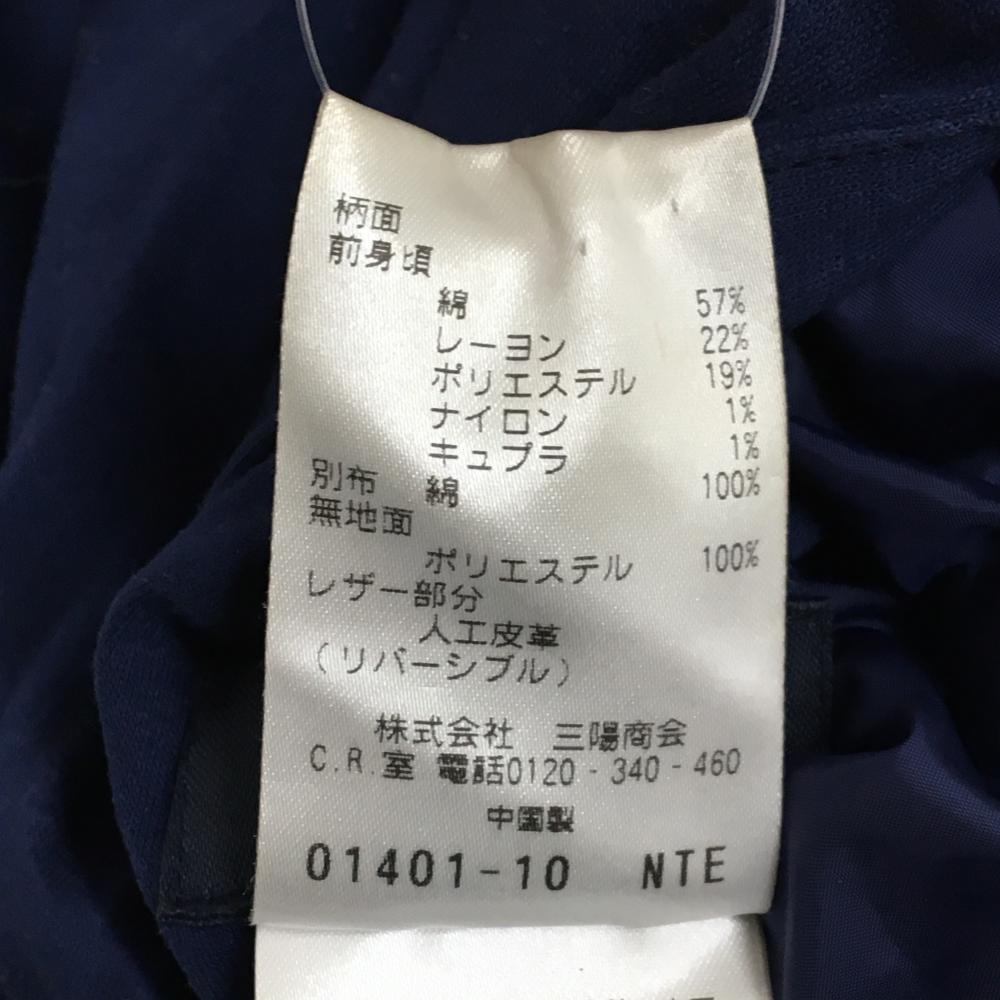 柄面
前身頃
綿 57%
レーヨン 22%
ポリエステル 19%
ナイロン 1%
キュプラ 1%
別布 綿 100%
無地面
ポリエステル 100%
レザー部分
人工皮革
(リバーシブル)
株式会社 三陽商会
C.R.室 電話0120-340-460
中国製
01401-10 NTE